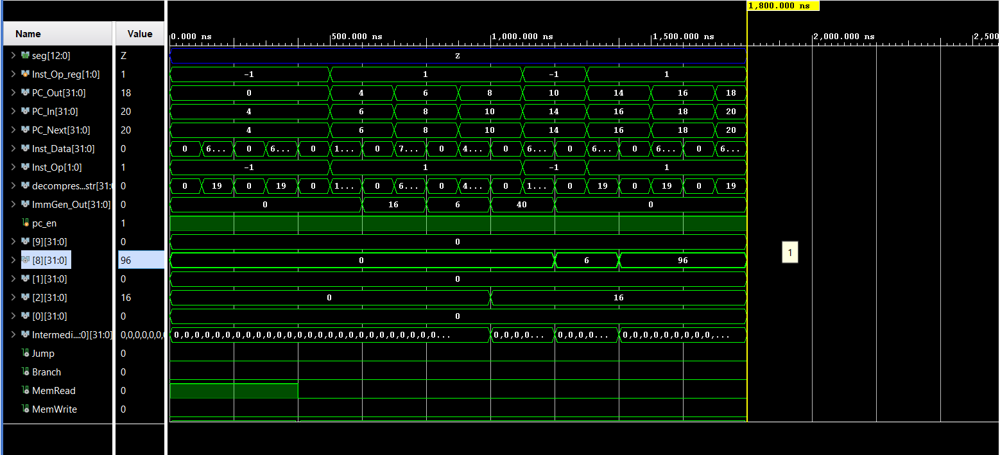 1,800.000 ns
Name Value 0.000 ns 500.000 ns 1,000.000 ns 1,500.000 ns 2,000.000 ns 2,500
seg[12:0] Z Z
Inst_Op_reg[1:0] 1 -1 1 -1 1
PC_Out[31:0] 18 0 4 6 8 10 14 16 18
PC_In[31:0] 20 4 6 8 10 14 16 18 20
PC_Next[31:0] 20 4 6 8 10 14 16 18 20
Inst_Data[31:0] 0 0 6... 0 6... 0 1... 0 7... 0 4... 0 6... 0 6... 0 6... 0 6...
Inst_Op[1:0] 1 -1 1 -1 1
decompres...str[31:0 0 0 19 0 19 0 1... 0 6... 0 4... 0 1... 0 19 0 19 0 19
ImmGen_Out[31:0] 0 0 16 6 40 0
pc_en 1
[9][31:0] 0 0
[8][31:0] 96 0 6 96 1
[1][31:0] 0 0
[2][31:0] 16 0 16
[0][31:0] 0 0
Intermedi...:0][31:0] 0,0,0,0,0,0,0 0,0,0,0,0,0,0,0,0,0,0,0,0,0,0,0,0,0,0,0,0,0,0,0,0,0... 0,0,0,0... 0,0,0,0... 0,0,0,0,0,0,0,0,0,...
Jump 0
Branch 0
MemRead 0
MemWrite 0